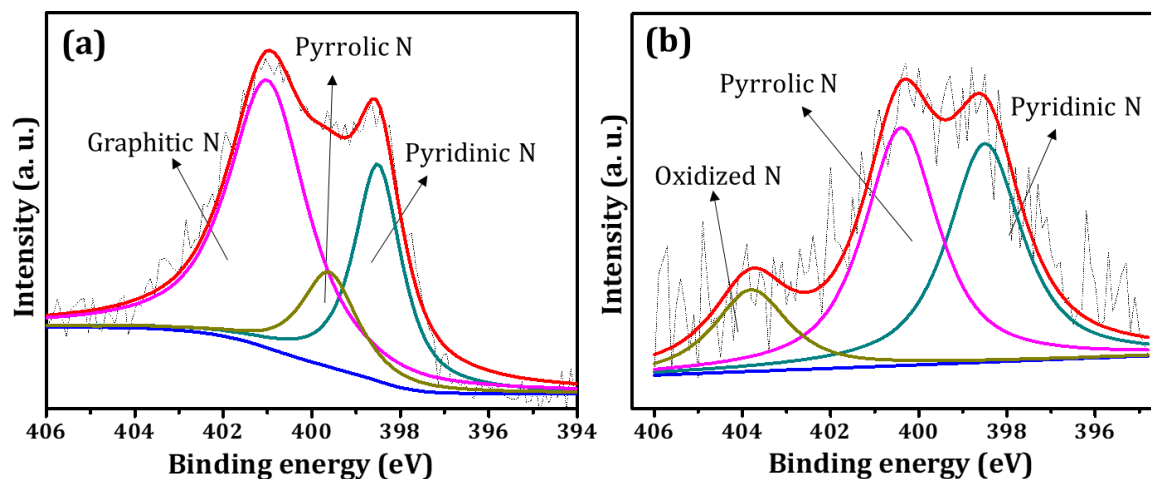 (a)
Pyrrolic N
Graphitic N
Pyridinic N
Intensity (a. u.)
406 404 402 400 398 396 394
Binding energy (eV)
(b)
Pyrrolic N
Pyridinic N
Oxidized N
Intensity (a. u.)
406 404 402 400 398 396
Binding energy (eV)